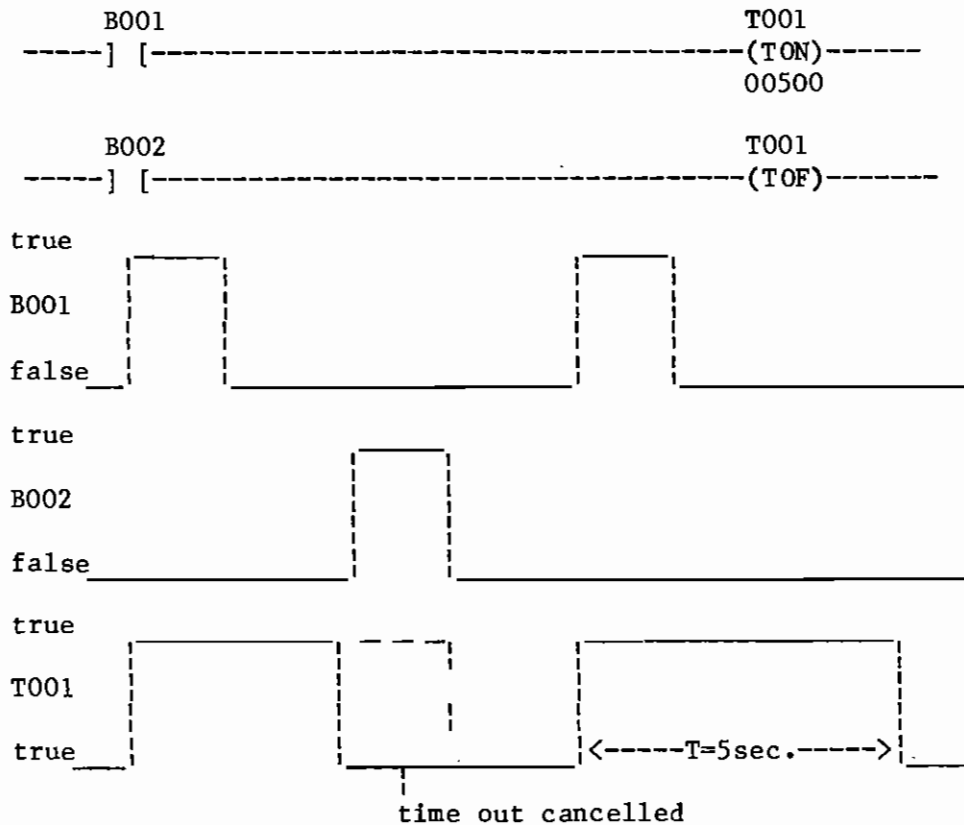 B001 T001
-----] [------------------------------(TON)------
00500
B002 T001
-----] [------------------------------(TOF)------
true
B001
false
true
B002
false
true
T001
true <-----T=5sec.----->
time out cancelled